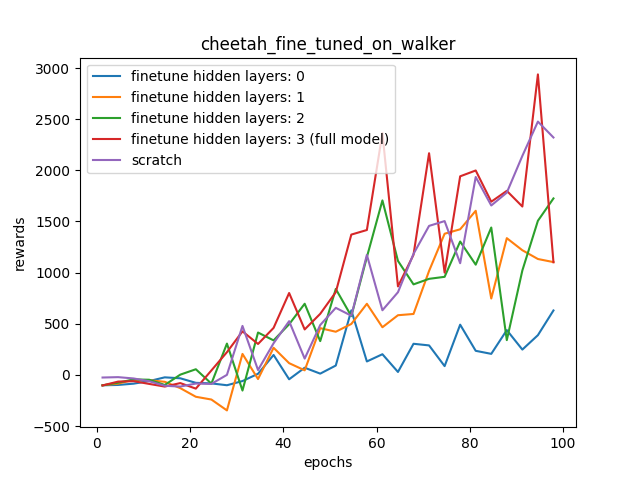 cheetah_fine_tuned_on_walker
3000
2500
2000
1500
1000
500
0
−500
rewards
finetune hidden layers: 0
finetune hidden layers: 1
finetune hidden layers: 2
finetune hidden layers: 3 (full model)
scratch
0 20 40 60 80 100
epochs